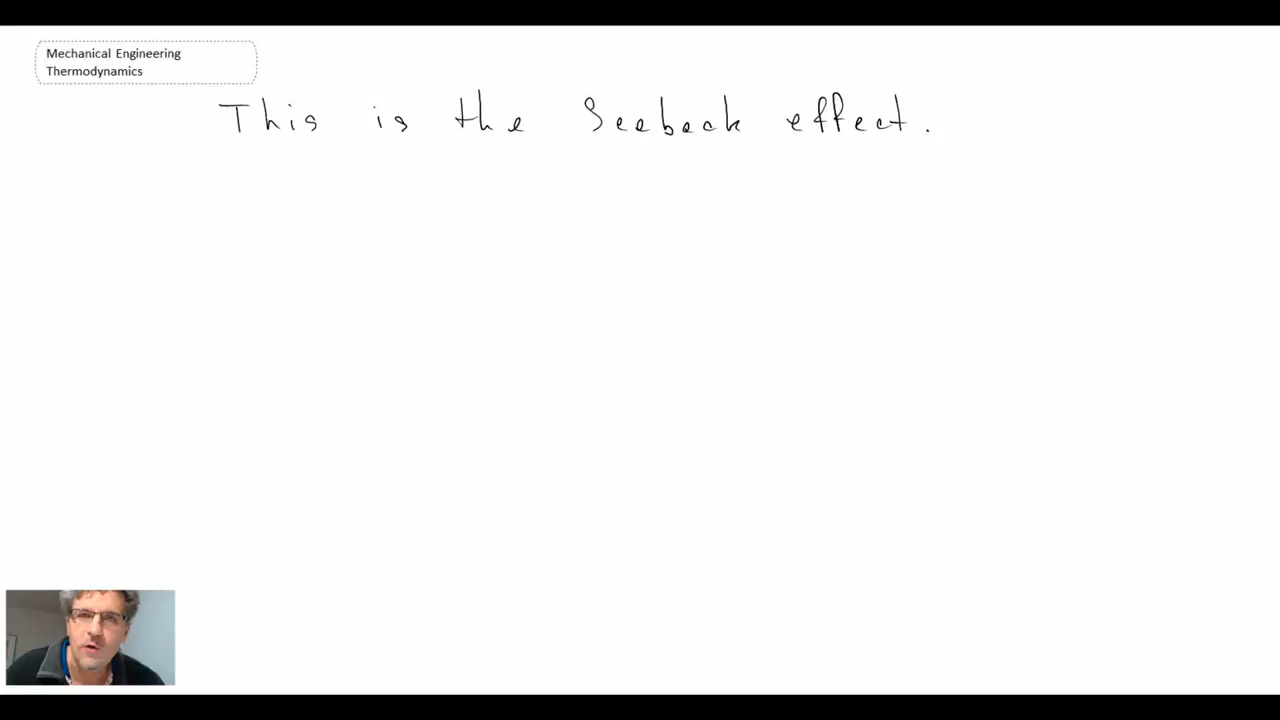 Mechanical Engineering
Thermodynamics
This is the Seebeck effect.